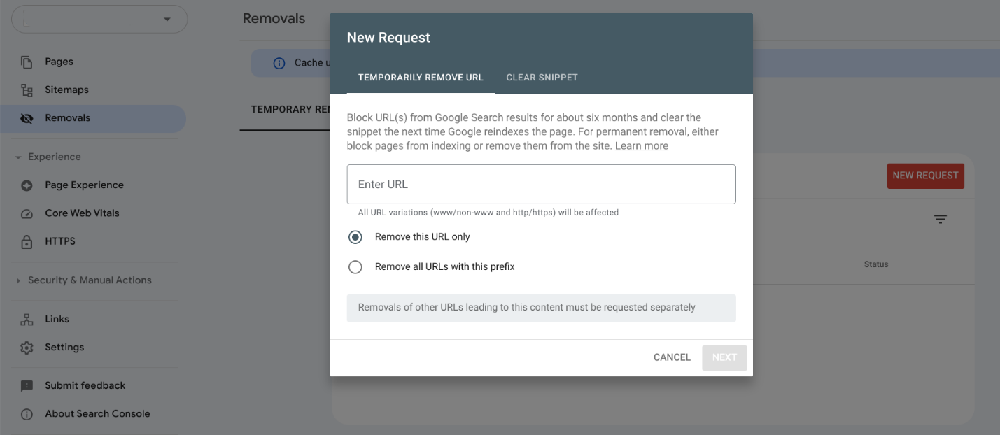 Removals
Pages
Sitemaps
Removals
Experience
Page Experience
Core Web Vitals
HTTPS
Security & Manual Actions
Links
Settings
Submit feedback
About Search Console
Cache u
TEMPORARY REM
NEW REQUEST
Status
New Request
TEMPORARILY REMOVE URL
CLEAR SNIPPET
Block URL(s) from Google Search results for about six months and clear the
snippet the next time Google reindexes the page. For permanent removal, either
block pages from indexing or remove them from the site. Learn more
Enter URL
All URL variations (www/non-www and http/https) will be affected
Remove this URL only
Remove all URLs with this prefix
Removals of other URLs leading to this content must be requested separately
CANCEL
NEXT